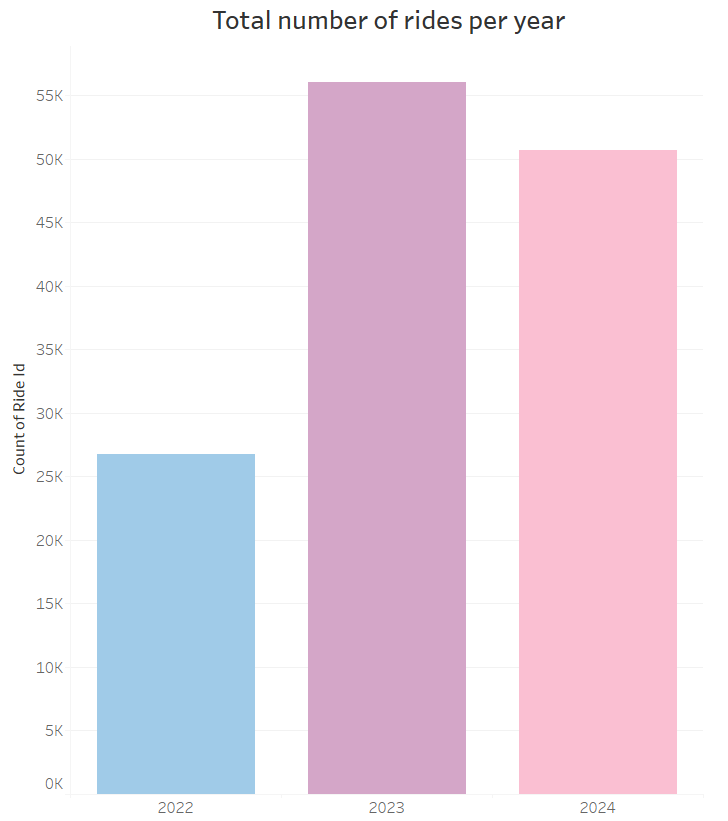 Total number of rides per year
Count of Ride Id
55K
50K
45K
40K
35K
30K
25K
20K
15K
10K
5K
0K
2022 2023 2024